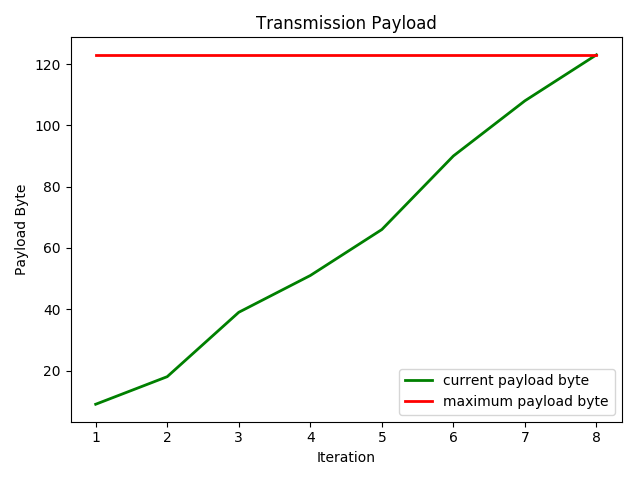 Transmission Payload
Payload Byte
120
100
80
60
40
20
current payload byte
maximum payload byte
1 2 3 4 5 6 7 8
Iteration